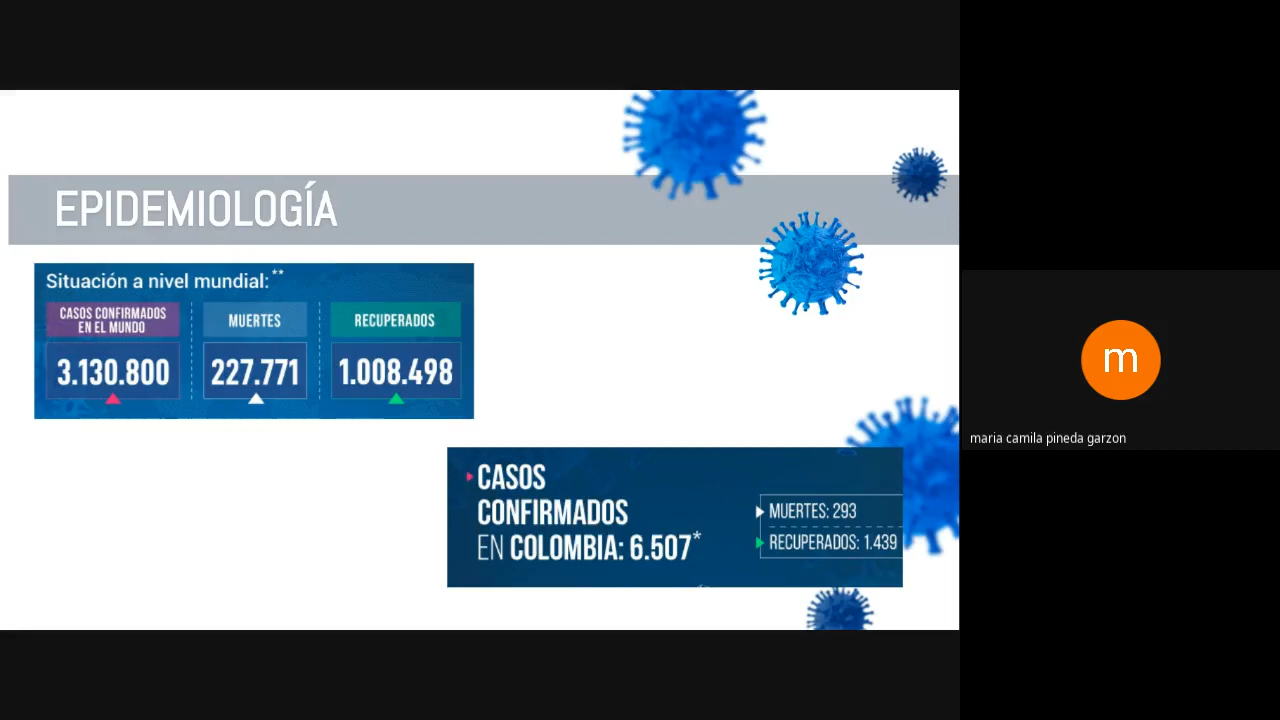 EPIDEMIOLOGÍA
Situación a nivel mundial:**
CASOS CONFIRMADOS
EN EL MUNDO
3.130.800
MUERTES
227.771
RECUPERADOS
1.008.498
CASOS
CONFIRMADOS
EN COLOMBIA: 6.507*
MUERTES: 293
RECUPERADOS: 1.439
m
maria camila pineda garzon